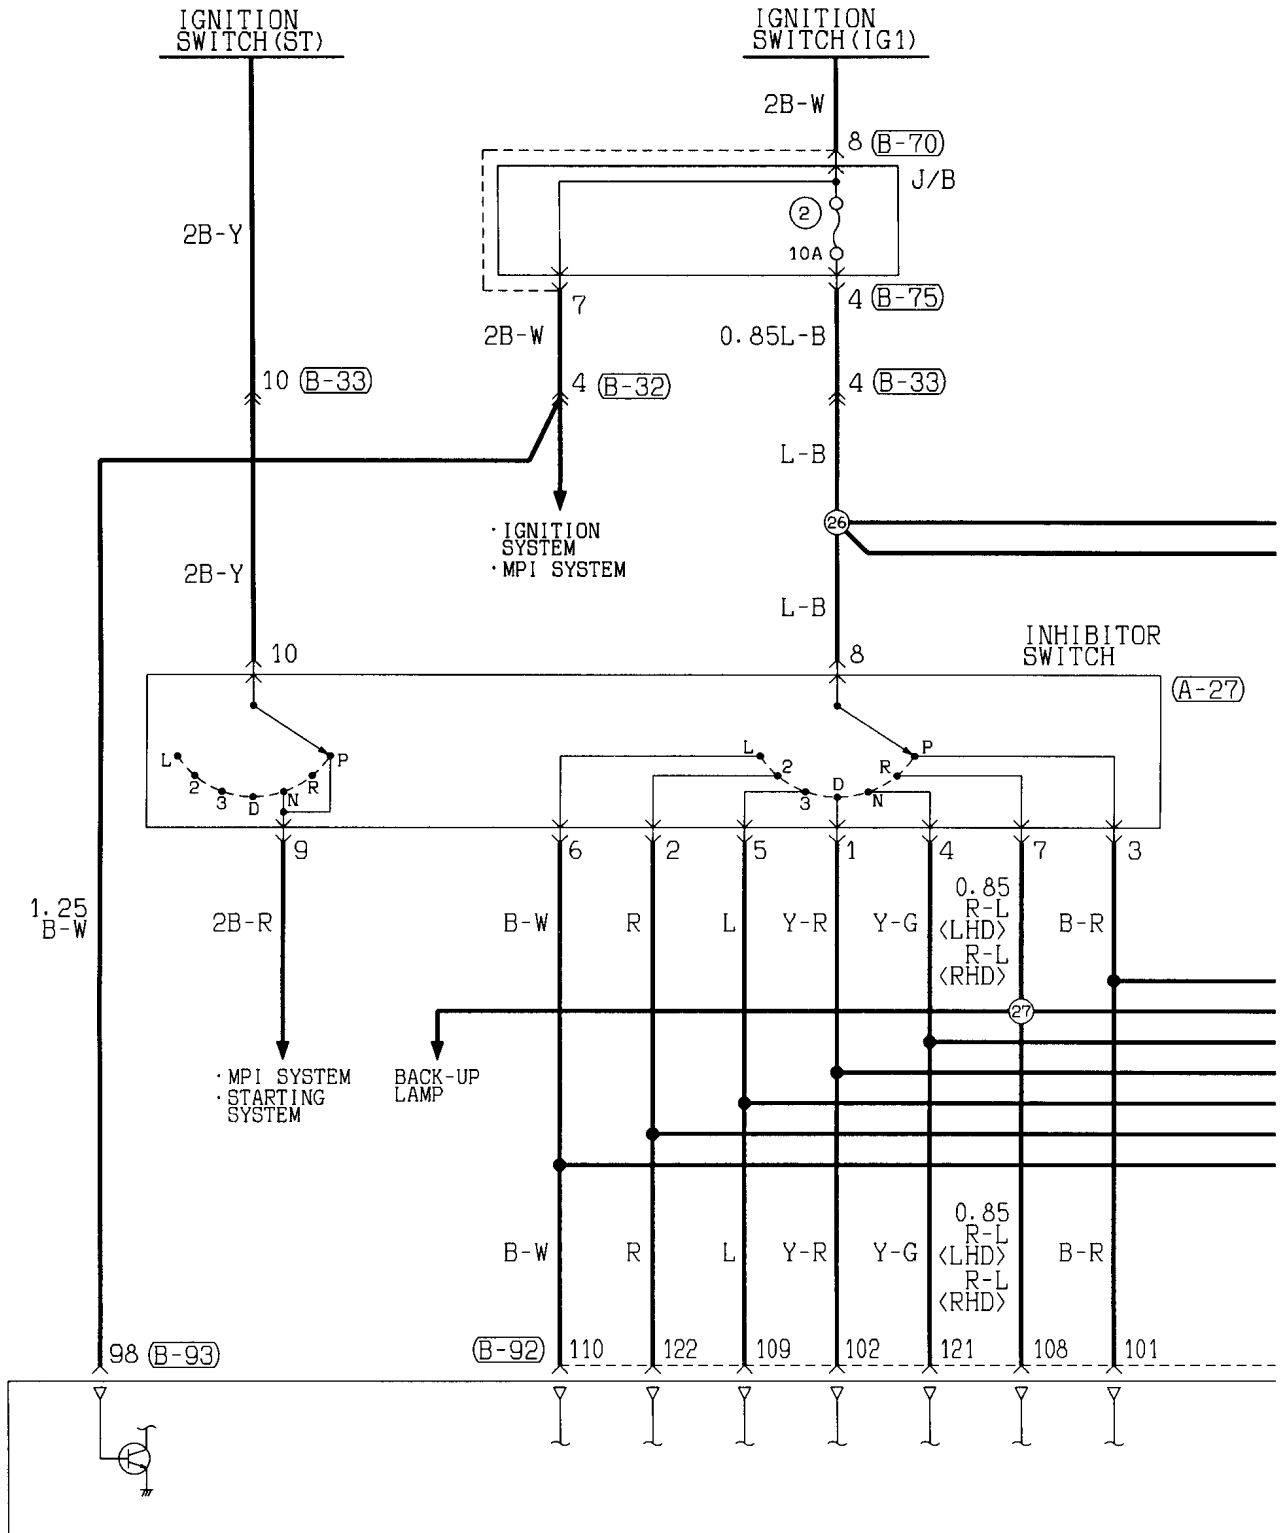 IGNITION
SWITCH(ST)
IGNITION
SWITCH(IG1)
2B-W
8 (B-70)
J/B
2
10A
2B-Y
7
4 (B-75)
2B-W
0.85L-B
10 (B-33)
4 (B-32)
4 (B-33)
L-B
26
·IGNITION
SYSTEM
·MPI SYSTEM
2B-Y
L-B
INHIBITOR
SWITCH
10
8
(A-27)
L
2
3
D
N
R
P
L
2
3
D
N
R
P
9
6
2
5
1
4
7
3
1.25
B-W
2B-R
B-W
R
L
Y-R
Y-G
0.85
R-L
<LHD>
R-L
<RHD>
B-R
27
·MPI SYSTEM
·STARTING
SYSTEM
BACK-UP
LAMP
B-W
R
L
Y-R
Y-G
0.85
R-L
<LHD>
R-L
<RHD>
B-R
98 (B-93)
(B-92) 110
122
109
102
121
108
101